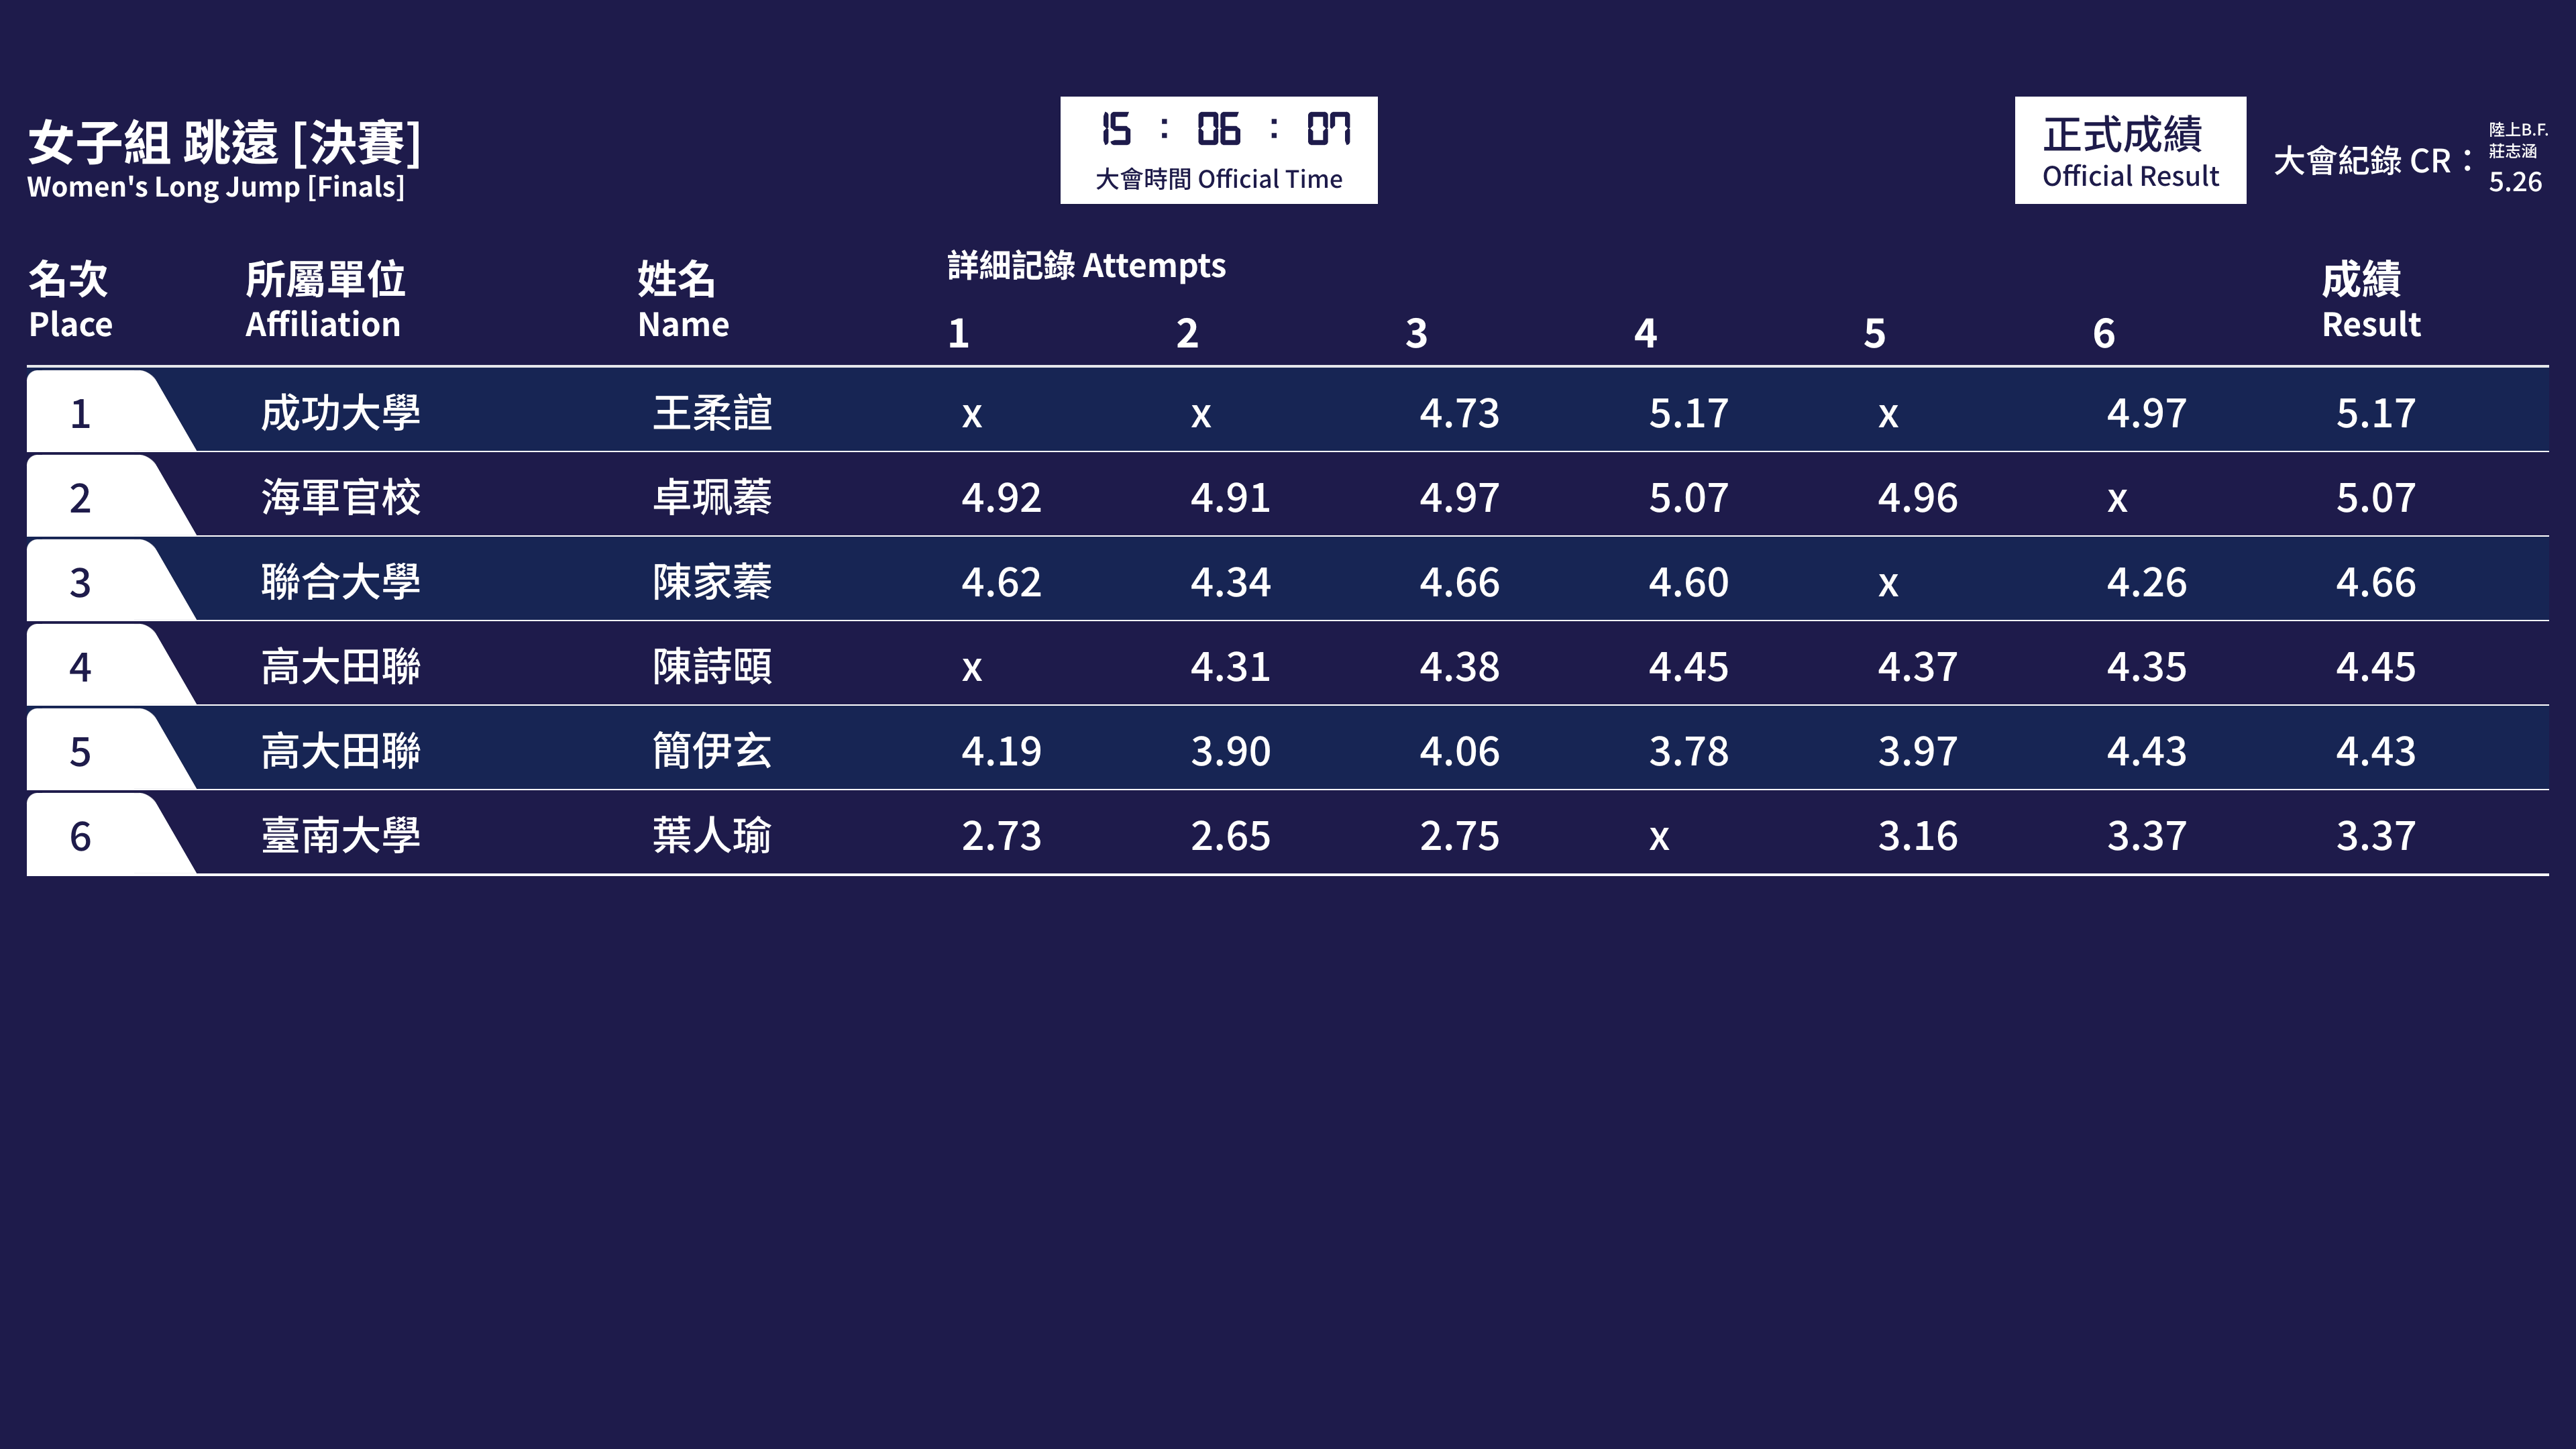 女子組 跳遠 [決賽]
Women's Long Jump [Finals]
15 : 06 : 07
大會時間 Official Time
正式成績
Official Result
大會紀錄 CR：
陸上B.F.
莊志涵
5.26
名次 所屬單位 姓名 詳細記錄 Attempts 成績
Place Affiliation Name 1 2 3 4 5 6 Result
1 成功大學 王柔諠 x x 4.73 5.17 x 4.97 5.17
2 海軍官校 卓珮蓁 4.92 4.91 4.97 5.07 4.96 x 5.07
3 聯合大學 陳家蓁 4.62 4.34 4.66 4.60 x 4.26 4.66
4 高大田聯 陳詩頤 x 4.31 4.38 4.45 4.37 4.35 4.45
5 高大田聯 簡伊玄 4.19 3.90 4.06 3.78 3.97 4.43 4.43
6 臺南大學 葉人瑜 2.73 2.65 2.75 x 3.16 3.37 3.37